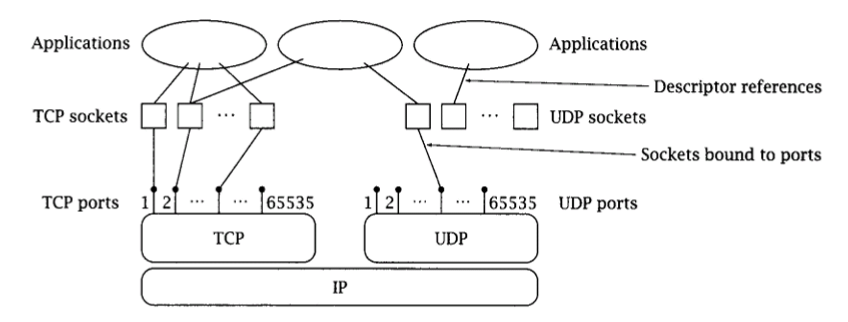 Applications
Applications
Descriptor references
TCP sockets
...
...
UDP sockets
Sockets bound to ports
TCP ports
1 2 ... ... 65535
1 2 ... ... 65535
UDP ports
TCP
UDP
IP